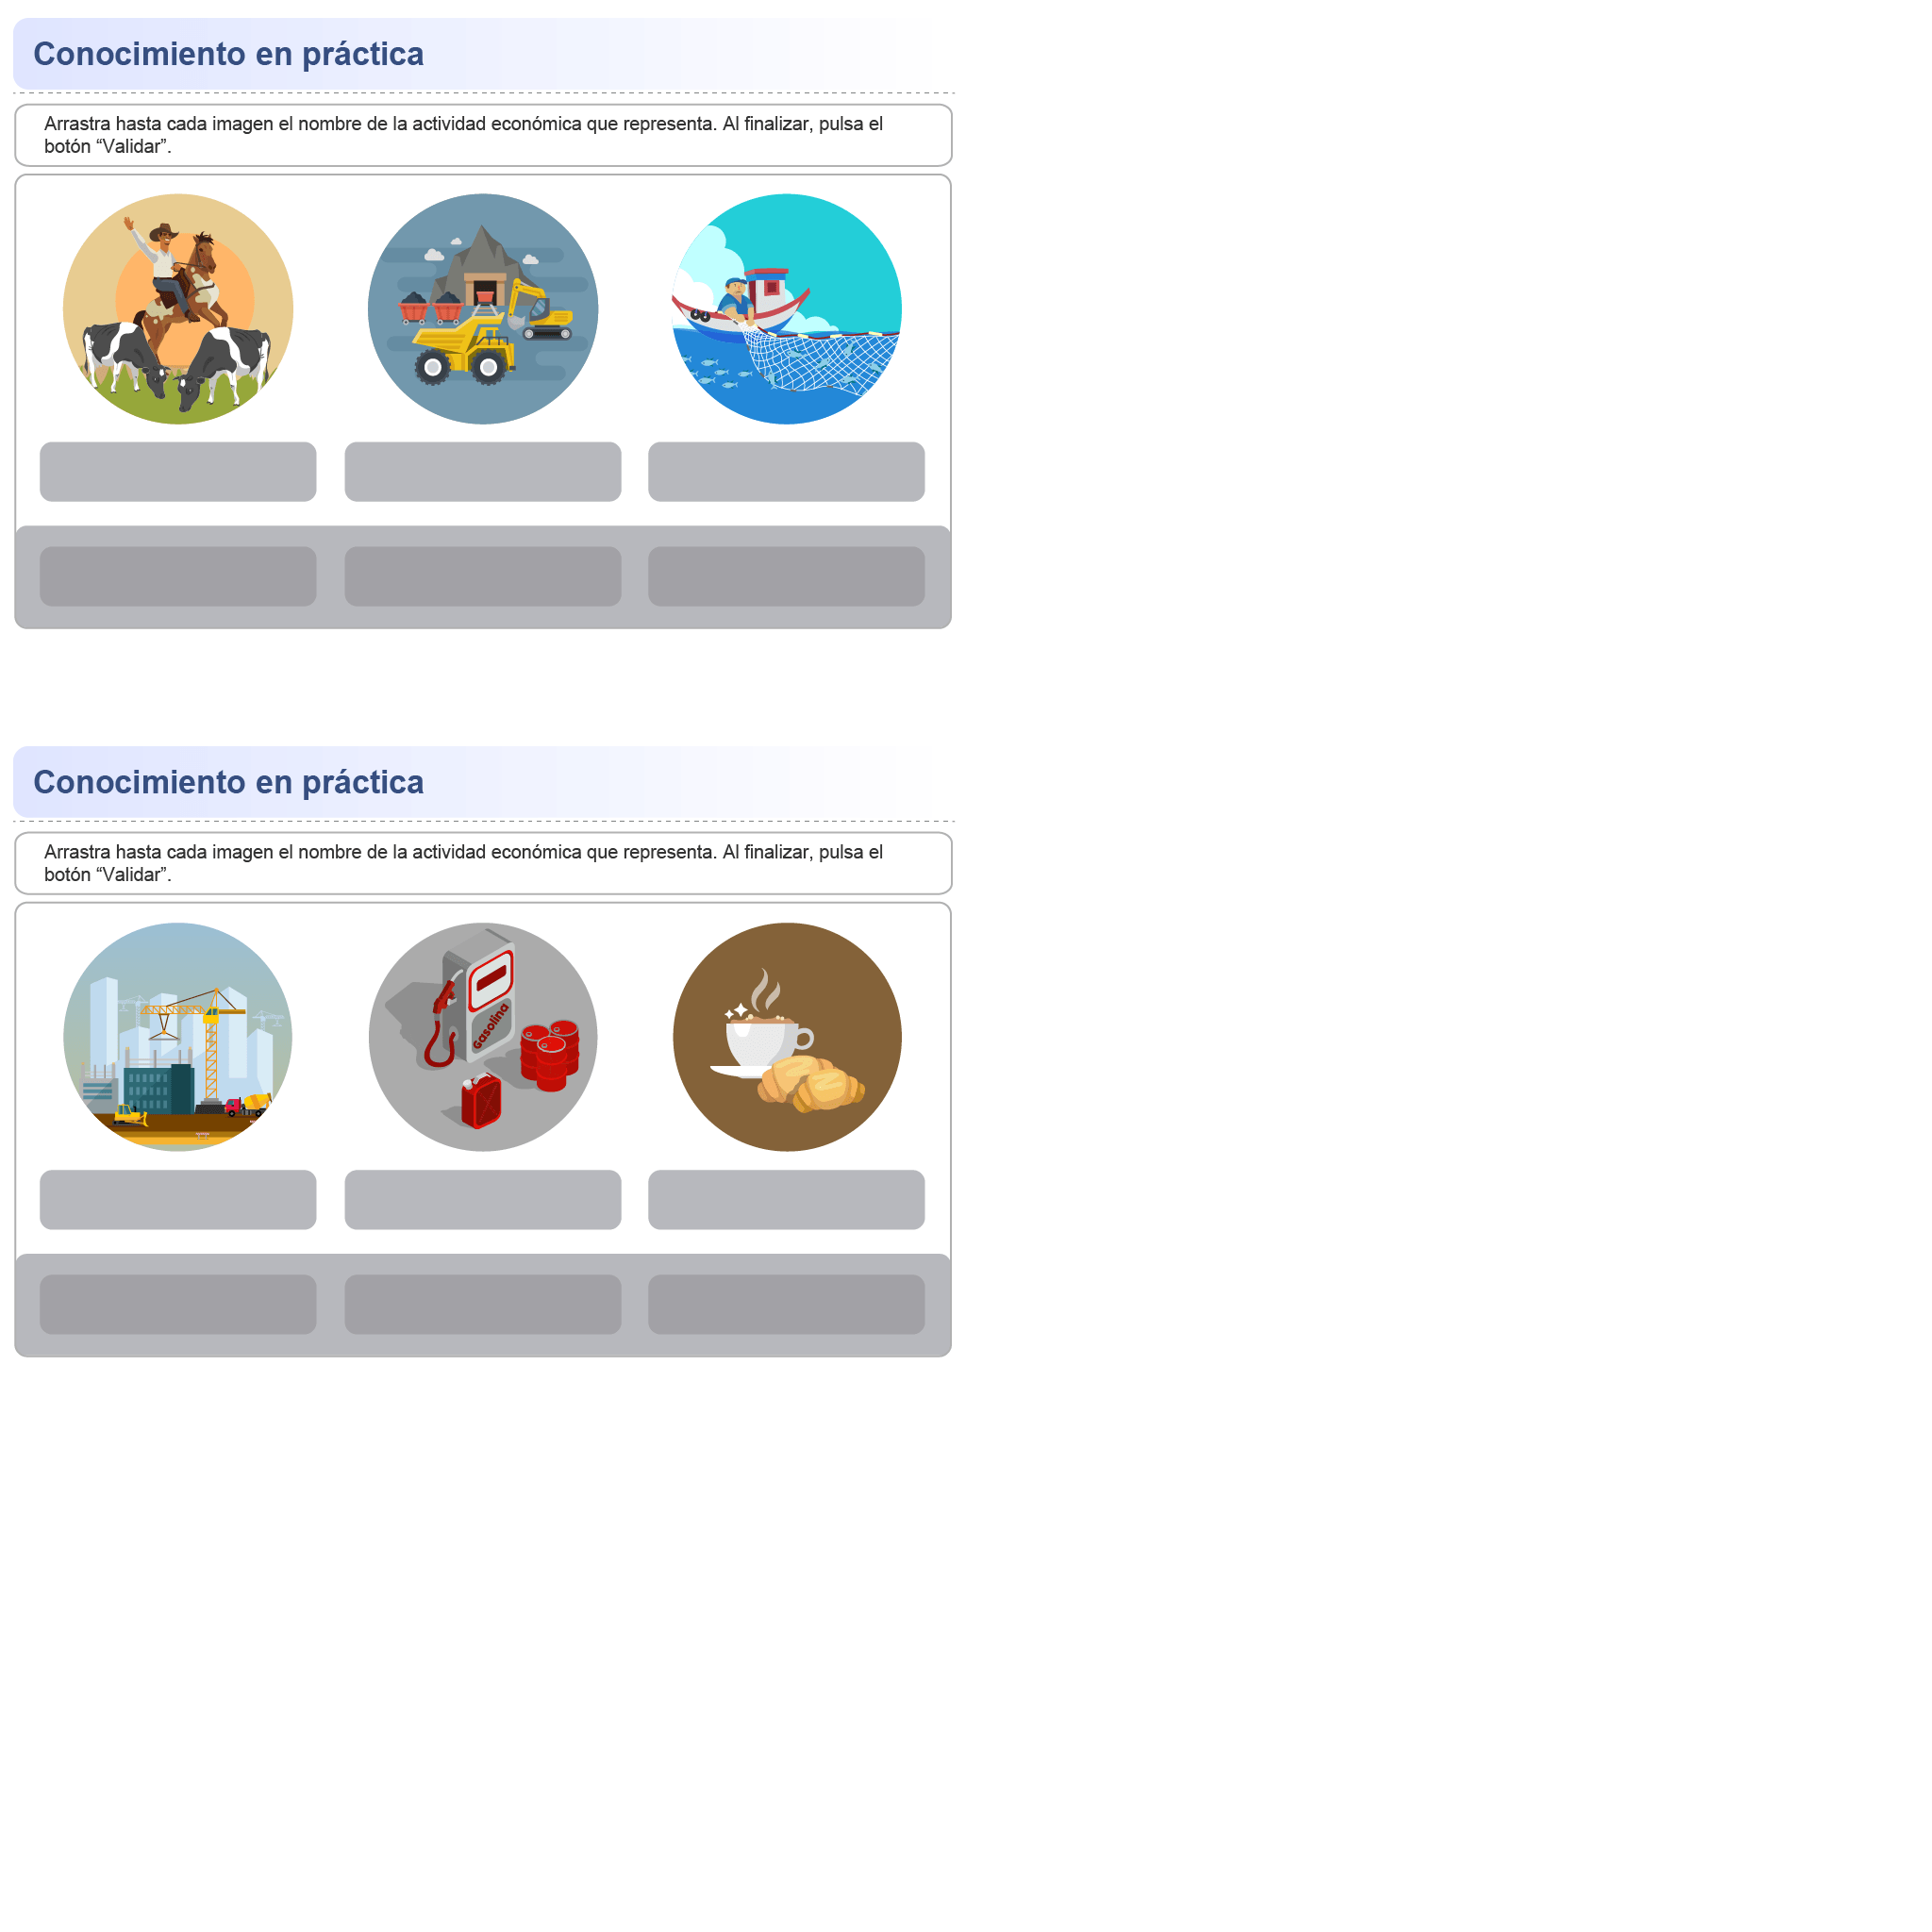 Conocimiento en práctica
Arrastra hasta cada imagen el nombre de la actividad económica que representa. Al finalizar, pulsa el
botón “Validar”.
Conocimiento en práctica
Arrastra hasta cada imagen el nombre de la actividad económica que representa. Al finalizar, pulsa el
botón “Validar”.
Gasolina